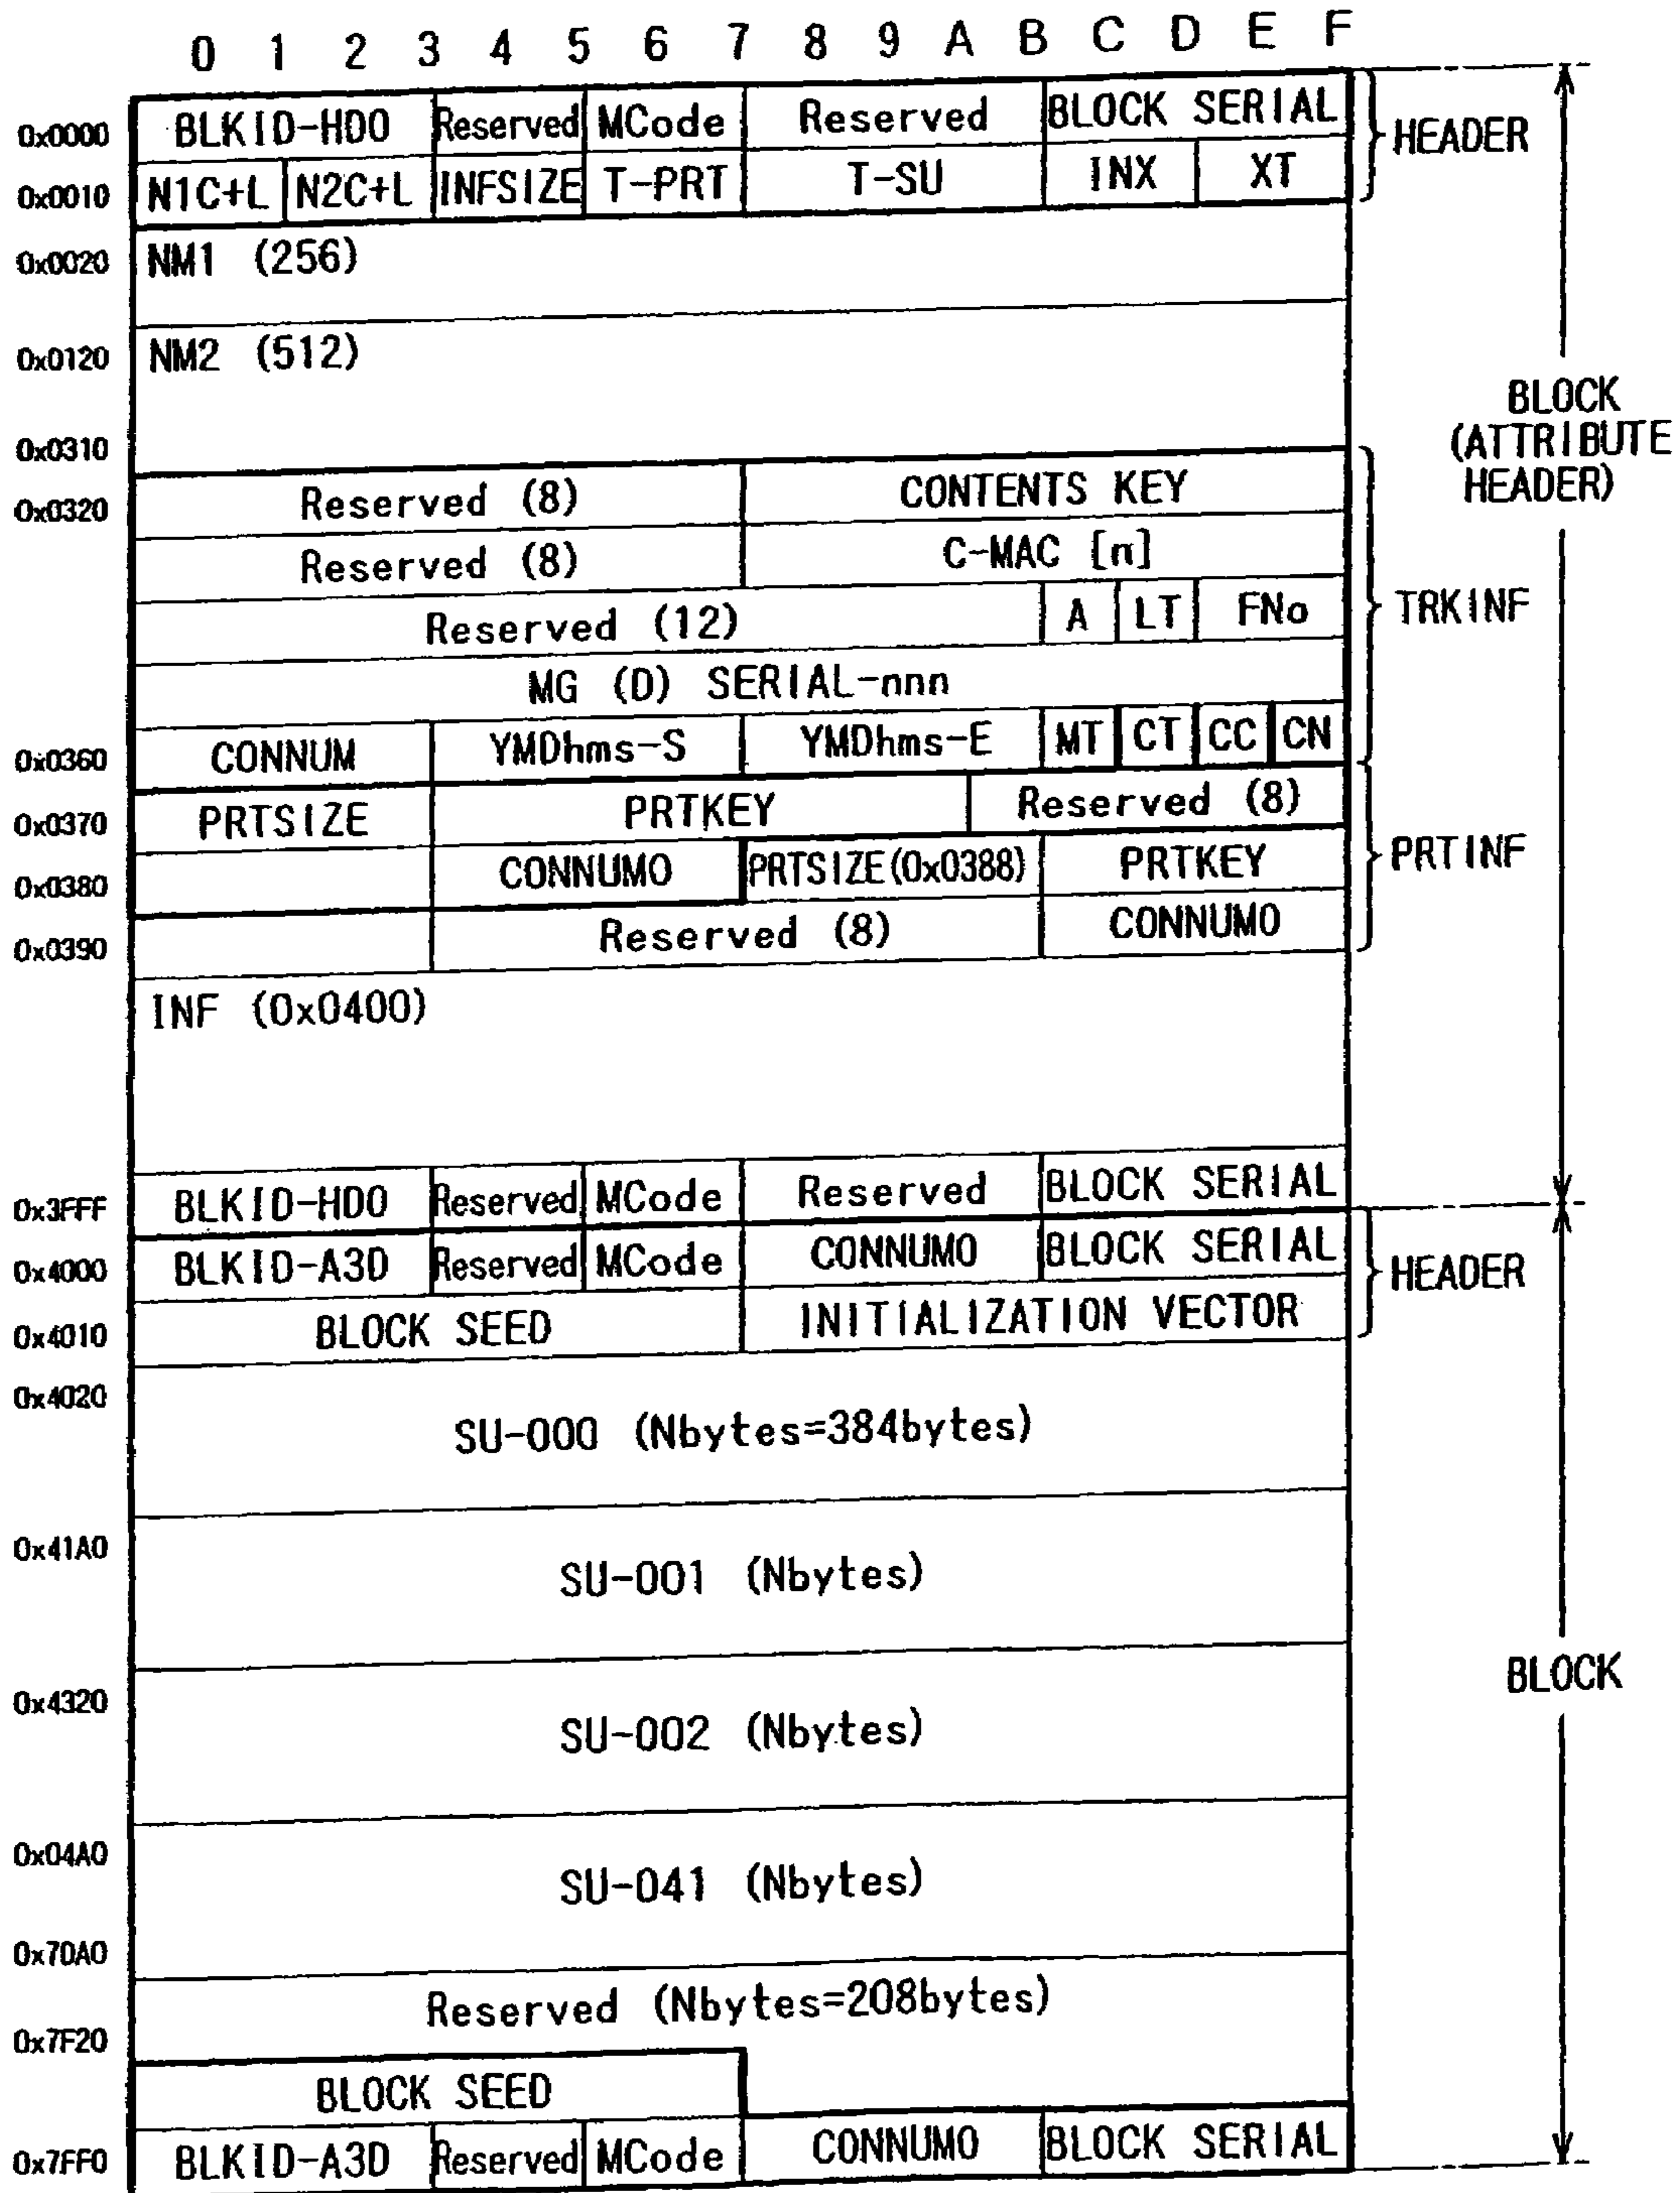 0 1 2 3 4 5 6 7 8 9 A B C D E F
0x0000 BLKID-HD0 Reserved MCode Reserved BLOCK SERIAL HEADER
0x0010 N1C+L N2C+L INFSIZE T-PRT T-SU INX XT
0x0020 NM1 (256)
0x0120 NM2 (512)
0x0310
BLOCK
(ATTRIBUTE
HEADER)
0x0320 Reserved (8) CONTENTS KEY
Reserved (8) C-MAC [n]
Reserved (12) A LT FNo TRKINF
MG (D) SERIAL-nnn
0x0360 CONNUM YMDhms-S YMDhms-E MT CT CC CN
0x0370 PRTSIZE PRTKEY Reserved (8)
0x0380 CONNUMO PRTSIZE(0x0388) PRTKEY PRTINF
0x0390 Reserved (8) CONNUMO
INF (0x0400)
0x3FFF BLKID-HD0 Reserved MCode Reserved BLOCK SERIAL
0x4000 BLKID-A3D Reserved MCode CONNUMO BLOCK SERIAL HEADER
0x4010 BLOCK SEED INITIALIZATION VECTOR
0x4020 SU-000 (Nbytes=384bytes)
0x41A0 SU-001 (Nbytes)
0x4320 SU-002 (Nbytes)
BLOCK
0x04A0 SU-041 (Nbytes)
0x70A0
Reserved (Nbytes=208bytes)
0x7F20
BLOCK SEED
0x7FF0 BLKID-A3D Reserved MCode CONNUMO BLOCK SERIAL